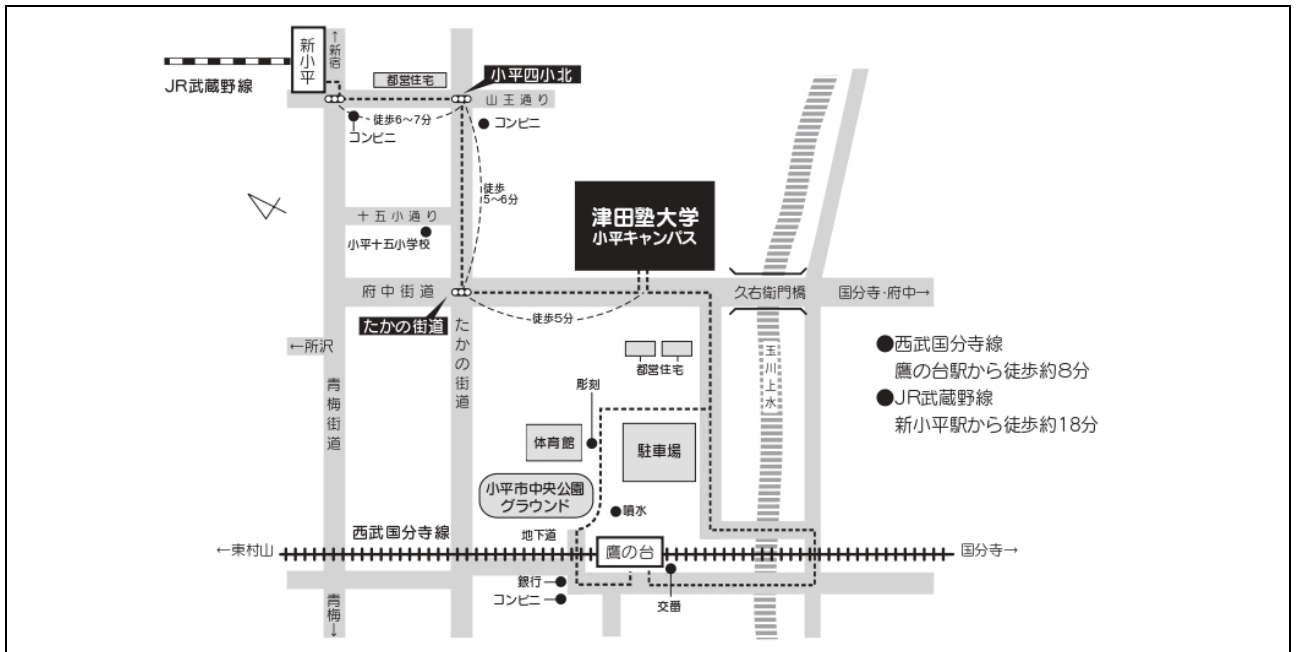 新小平
↑新宿
JR武蔵野線
都営住宅
小平四小北
山王通り
徒歩6〜7分
コンビニ
コンビニ
徒歩
5〜6分
十五小通り
小平十五小学校
津田塾大学
小平キャンパス
府中街道
久右衛門橋
国分寺・府中→
たかの街道
徒歩5分
←所沢
青梅街道
たかの街道
都営住宅
玉川上水
●西武国分寺線
鷹の台駅から徒歩約8分
●JR武蔵野線
新小平駅から徒歩約18分
彫刻
体育館
駐車場
小平市中央公園
グラウンド
噴水
西武国分寺線
地下道
←東村山
鷹の台
国分寺→
銀行
コンビニ
交番
青梅↓